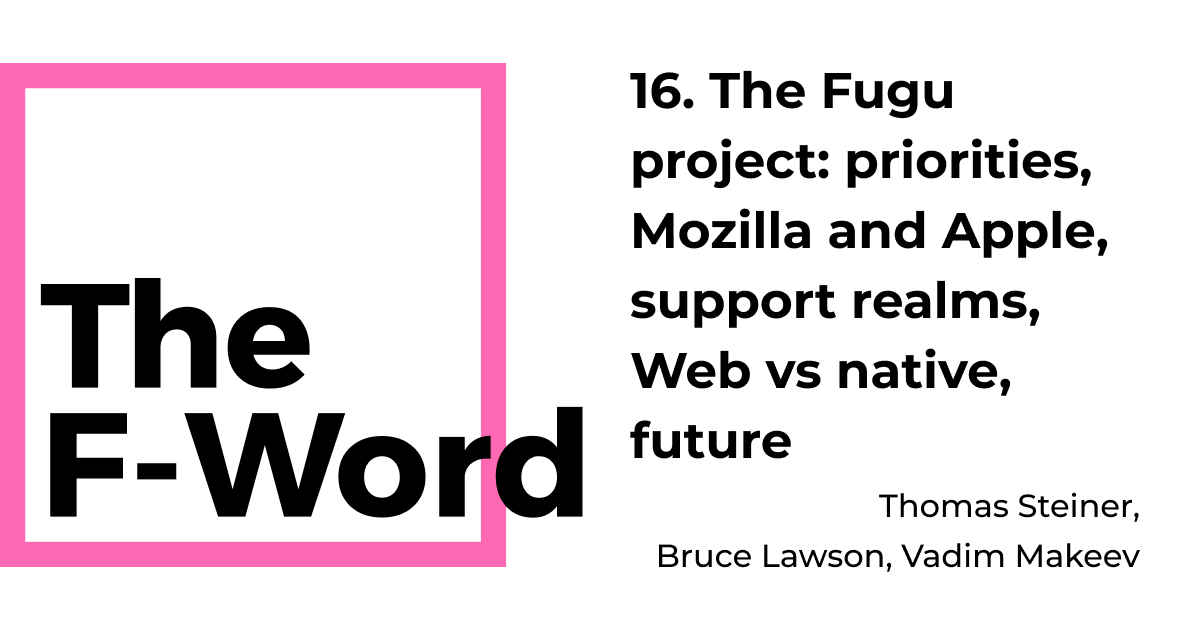 The
F-Word
16. The Fugu
project: priorities,
Mozilla and Apple,
support realms,
Web vs native,
future
Thomas Steiner,
Bruce Lawson, Vadim Makeev